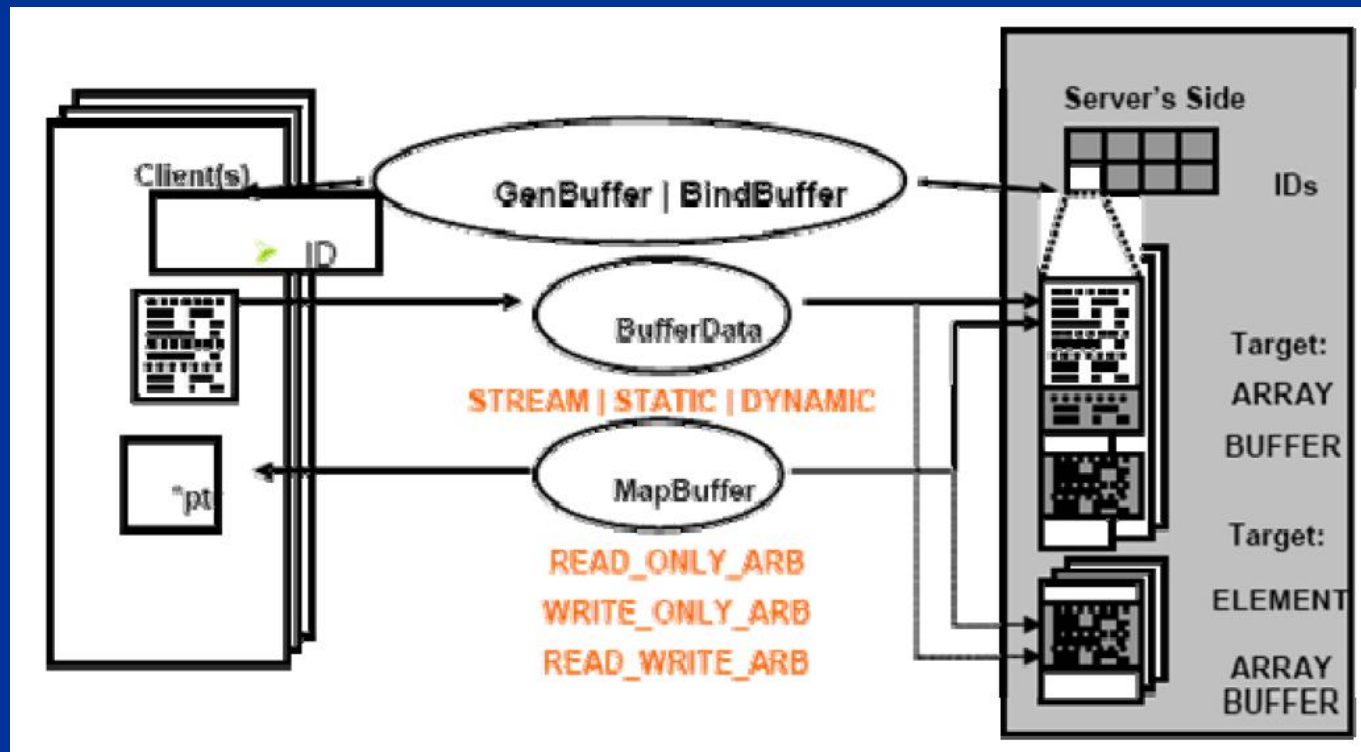 Client(s)
ID
GenBuffer | BindBuffer
BufferData
STREAM | STATIC | DYNAMIC
MapBuffer
READ_ONLY_ARB
WRITE_ONLY_ARB
READ_WRITE_ARB
Server's Side
IDs
Target:
ARRAY
BUFFER
Target:
ELEMENT
ARRAY
BUFFER